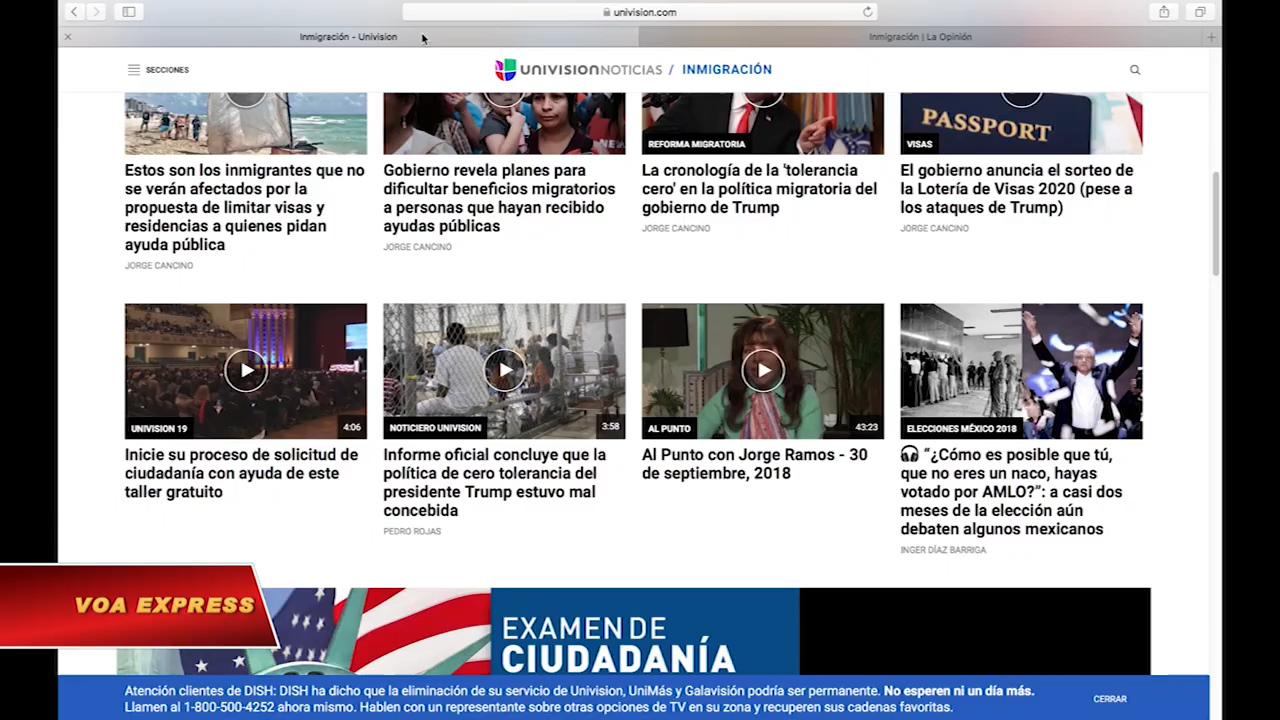 univision.com
Inmigración - Univision
Inmigración | La Opinión
SECCIONES
UNIVISION NOTICIAS / INMIGRACIÓN
REFORMA MIGRATORIA
PASSPORT
VISAS
Estos son los inmigrantes que no
se verán afectados por la
propuesta de limitar visas y
residencias a quienes pidan
ayuda pública
JORGE CANCINO
Gobierno revela planes para
dificultar beneficios migratorios
a personas que hayan recibido
ayudas públicas
JORGE CANCINO
La cronología de la 'tolerancia
cero' en la política migratoria del
gobierno de Trump
JORGE CANCINO
El gobierno anuncia el sorteo de
la Lotería de Visas 2020 (pese a
los ataques de Trump)
JORGE CANCINO
UNIVISION 19
4:06
Inicie su proceso de solicitud de
ciudadanía con ayuda de este
taller gratuito
NOTICIERO UNIVISION
3:58
Informe oficial concluye que la
política de cero tolerancia del
presidente Trump estuvo mal
concebida
PEDRO ROJAS
AL PUNTO
43:23
Al Punto con Jorge Ramos - 30
de septiembre, 2018
ELECCIONES MÉXICO 2018
“¿Cómo es posible que tú,
que no eres un naco, hayas
votado por AMLO?”: a casi dos
meses de la elección aún
debaten algunos mexicanos
INGER DÍAZ BARRIGA
VOA EXPRESS
EXAMEN DE
CIUDADANÍA
Atención clientes de DISH: DISH ha dicho que la eliminación de su servicio de Univision, UniMás y Galavisión podría ser permanente. No esperen ni un día más.
Llamen al 1-800-500-4252 ahora mismo. Hablen con un representante sobre otras opciones de TV en su zona y recuperen sus cadenas favoritas.
CERRAR